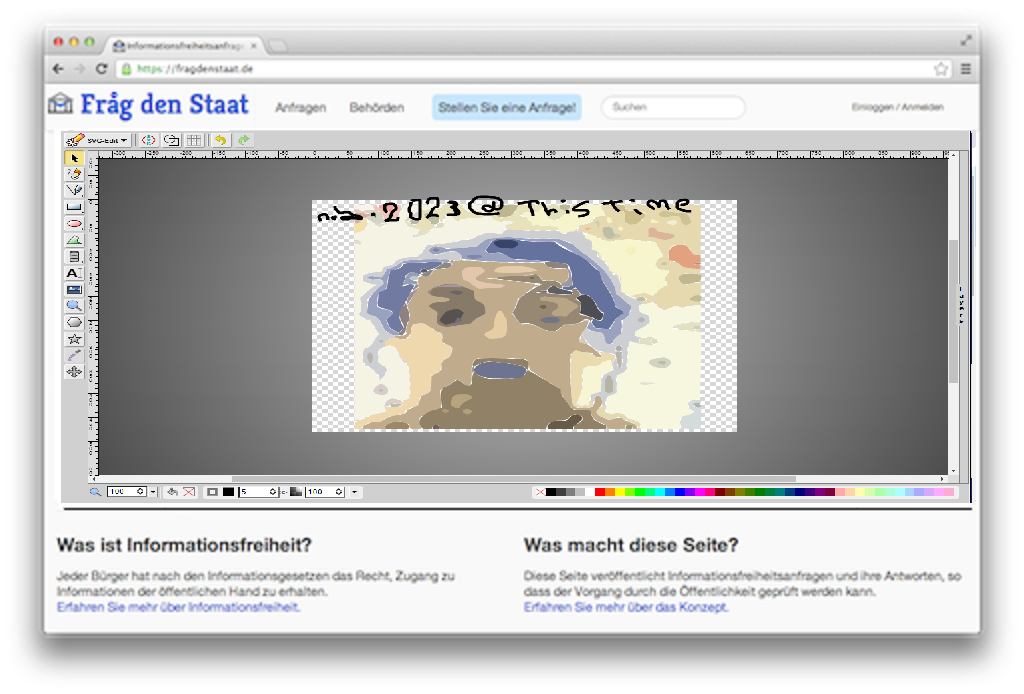 Informationsfreiheitsanfrage
https://fragdenstaat.de
Fråg den Staat
Anfragen
Behörden
Stellen Sie eine Anfrage!
Suchen
Einloggen / Anmelden
SVG-Edit
2023 @ This time
100
5
100
Was ist Informationsfreiheit?
Jeder Bürger hat nach den Informationsgesetzen das Recht, Zugang zu
Informationen der öffentlichen Hand zu erhalten.
Erfahren Sie mehr über Informationsfreiheit.
Was macht diese Seite?
Diese Seite veröffentlicht Informationsfreiheitsanfragen und ihre Antworten, so
dass der Vorgang durch die Öffentlichkeit geprüft werden kann.
Erfahren Sie mehr über das Konzept.